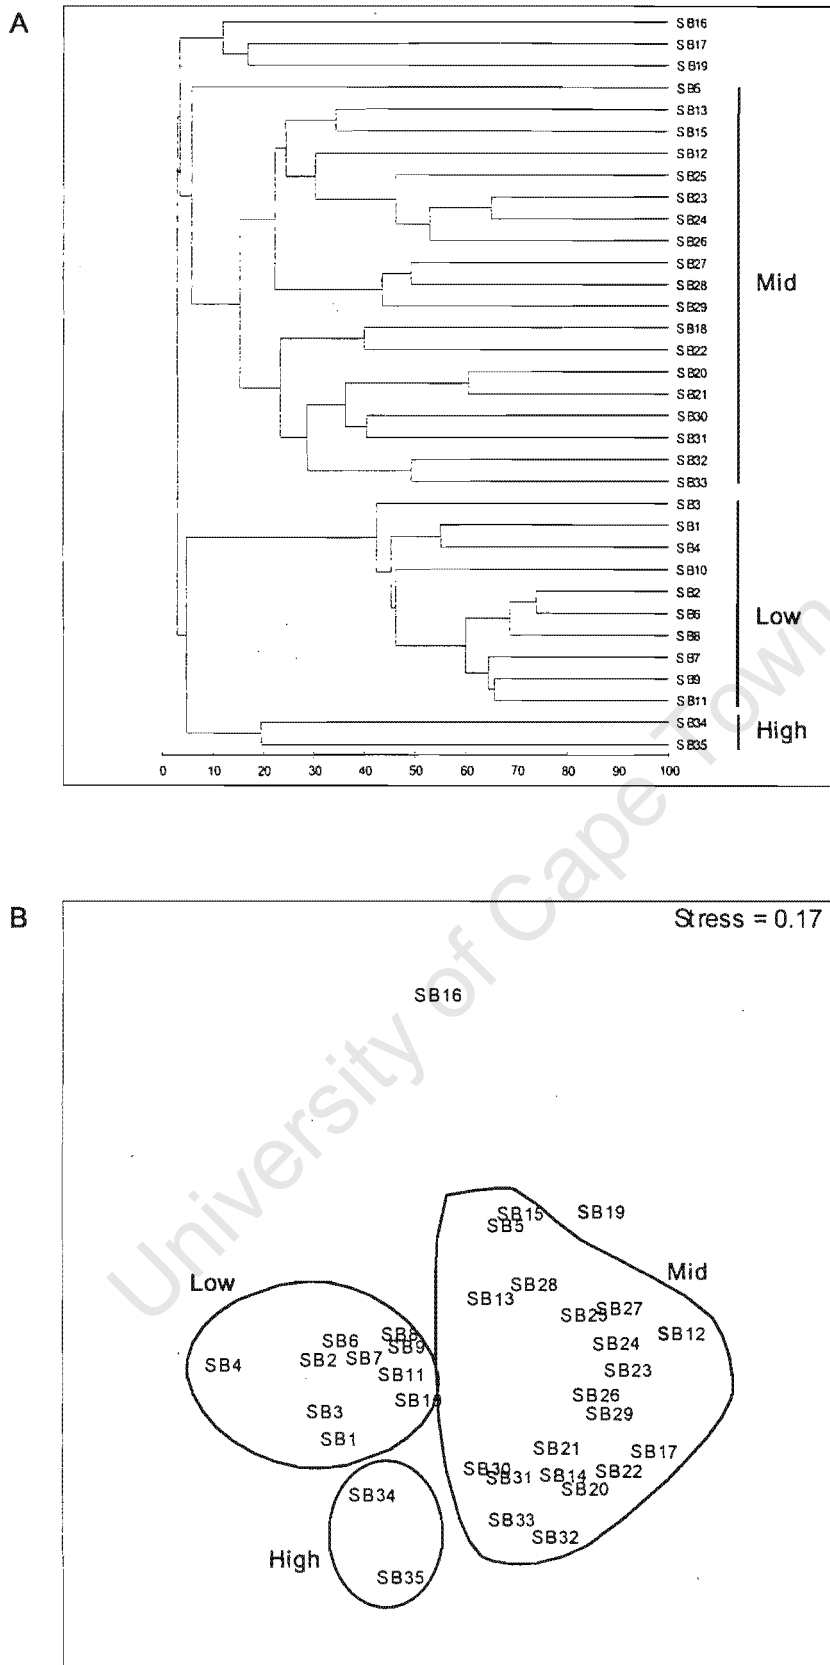 A
SB16
SB17
SB19
SB5
SB13
SB15
SB12
SB25
SB23
SB24
SB26
SB27
SB28
SB29
Mid
SB18
SB22
SB20
SB21
SB30
SB31
SB32
SB33
SB3
SB1
SB4
SB10
SB2
SB6
SB8
Low
SB7
SB9
SB11
SB34
High
SB35
0 10 20 30 40 50 60 70 80 90 100
University of Cape Town
B
Stress = 0.17
SB16
SB15
SB19
SB5
Low
Mid
SB28
SB13
SB27
SB25
SB8
SB12
SB6
SB9
SB24
SB2
SB7
SB4
SB11
SB23
SB10
SB26
SB3
SB29
SB1
SB21
SB17
SB30
SB31
SB14
SB22
SB20
SB34
SB33
SB32
High
SB35